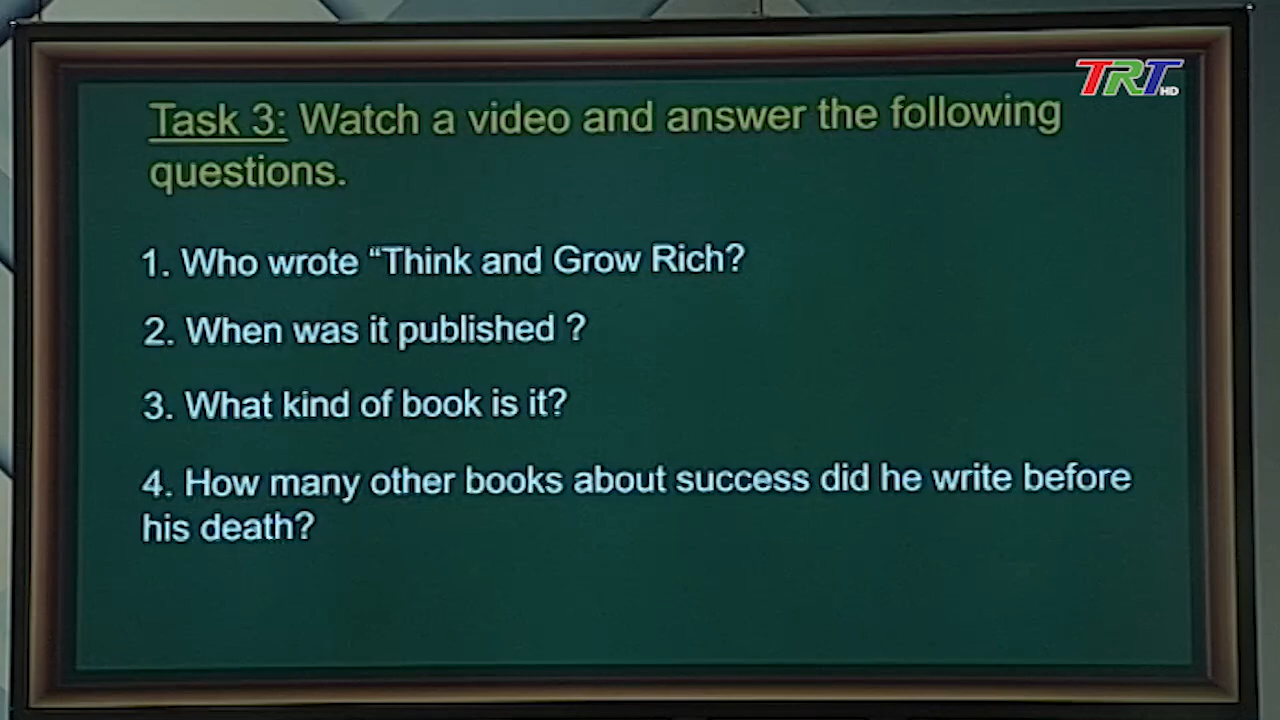 TRT HD
Task 3: Watch a video and answer the following
questions.
1. Who wrote “Think and Grow Rich?
2. When was it published ?
3. What kind of book is it?
4. How many other books about success did he write before
his death?